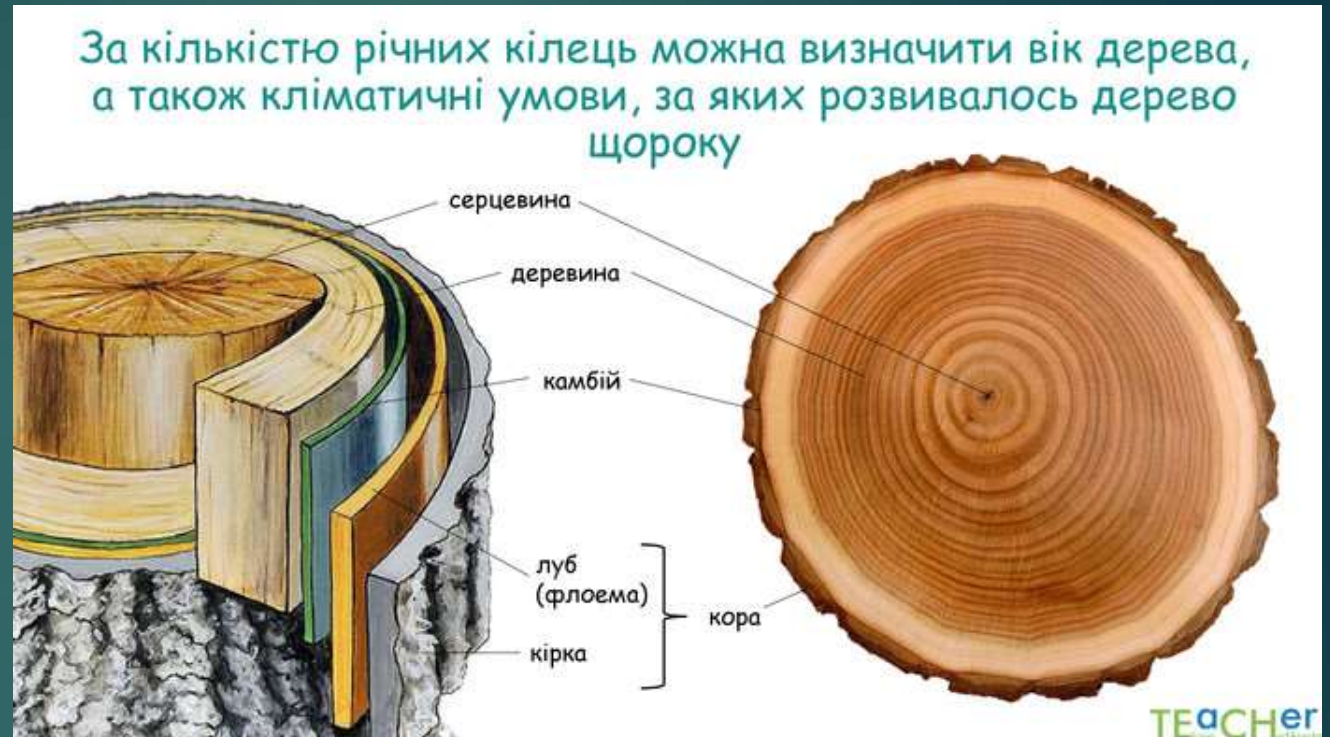 За кількістю річних кілець можна визначити вік дерева,
а також кліматичні умови, за яких розвивалось дерево
щороку
серцевина
деревина
камбій
луб
(флоема)
кора
кірка
TEaCHer